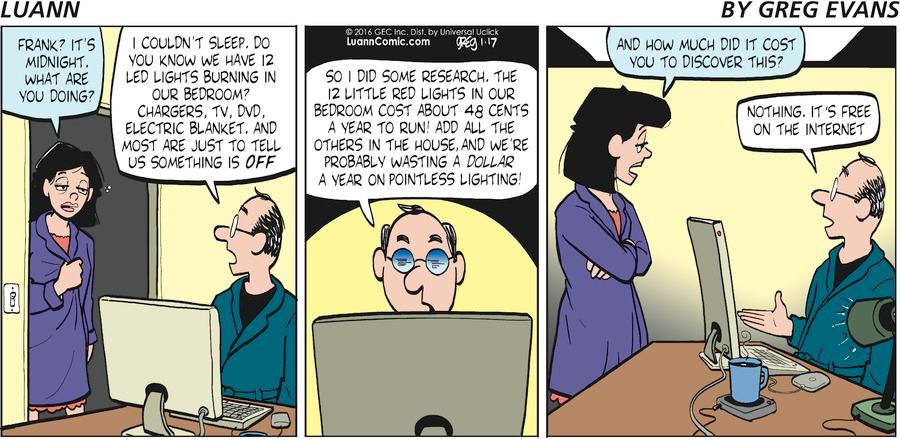 LUANN
BY GREG EVANS
FRANK? IT'S
MIDNIGHT.
WHAT ARE
YOU DOING?
I COULDN'T SLEEP. DO
YOU KNOW WE HAVE 12
LED LIGHTS BURNING IN
OUR BEDROOM?
CHARGERS, TV, DVD,
ELECTRIC BLANKET. AND
MOST ARE JUST TO TELL
US SOMETHING IS OFF
© 2016 GEC Inc. Dist. by Universal Uclick
LuannComic.com
GREG 1·17
SO I DID SOME RESEARCH. THE
12 LITTLE RED LIGHTS IN OUR
BEDROOM COST ABOUT 48 CENTS
A YEAR TO RUN! ADD ALL THE
OTHERS IN THE HOUSE, AND WE'RE
PROBABLY WASTING A DOLLAR
A YEAR ON POINTLESS LIGHTING!
AND HOW MUCH DID IT COST
YOU TO DISCOVER THIS?
NOTHING. IT'S FREE
ON THE INTERNET